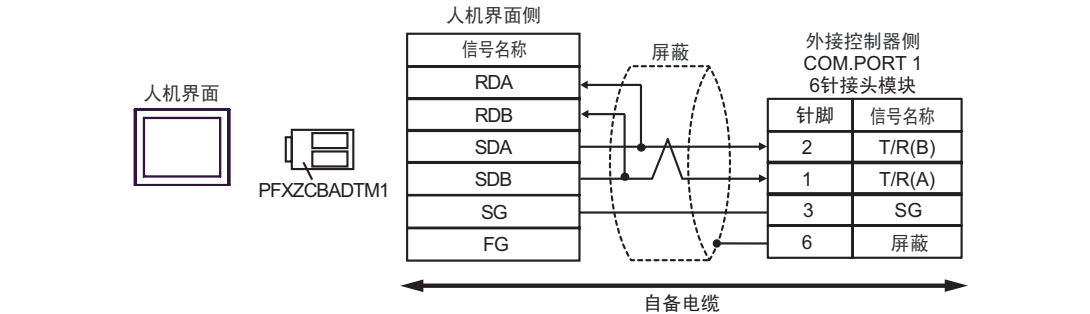 人机界面
PFXZCBADTM1
人机界面侧
信号名称
RDA
RDB
SDA
SDB
SG
FG
屏蔽
外接控制器侧
COM.PORT 1
6针接头模块
针脚 信号名称
2 T/R(B)
1 T/R(A)
3 SG
6 屏蔽
自备电缆